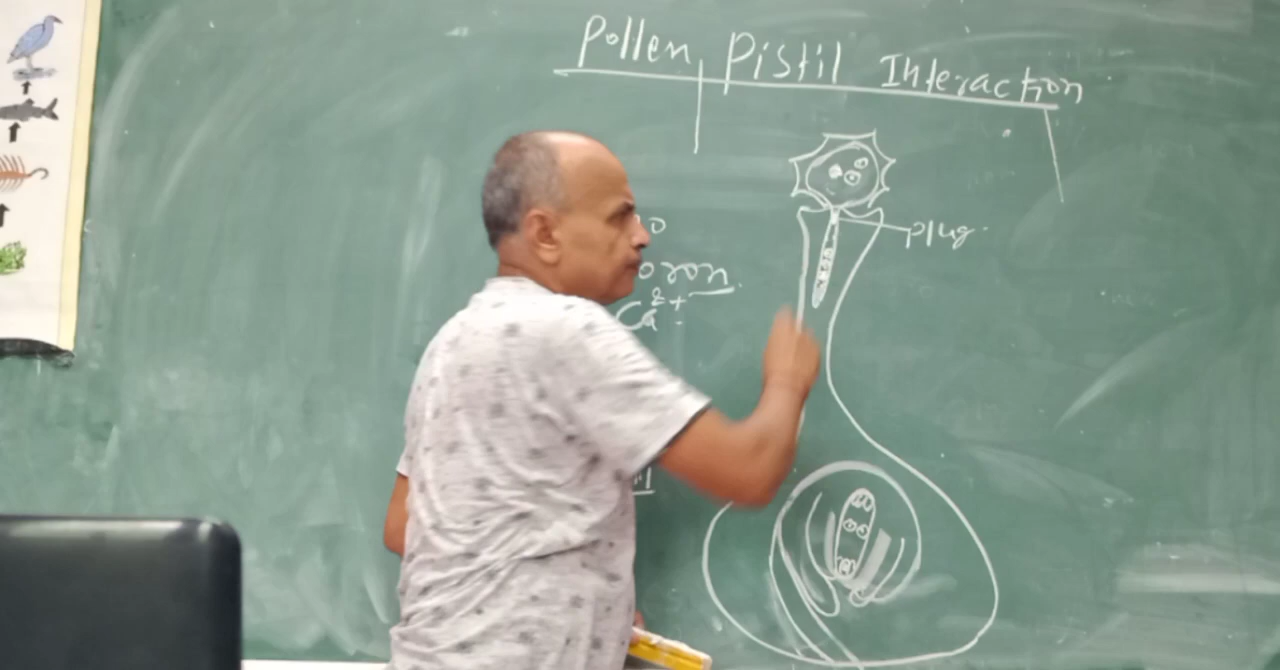 Pollen Pistil Interaction
plug
oron
Ca2+